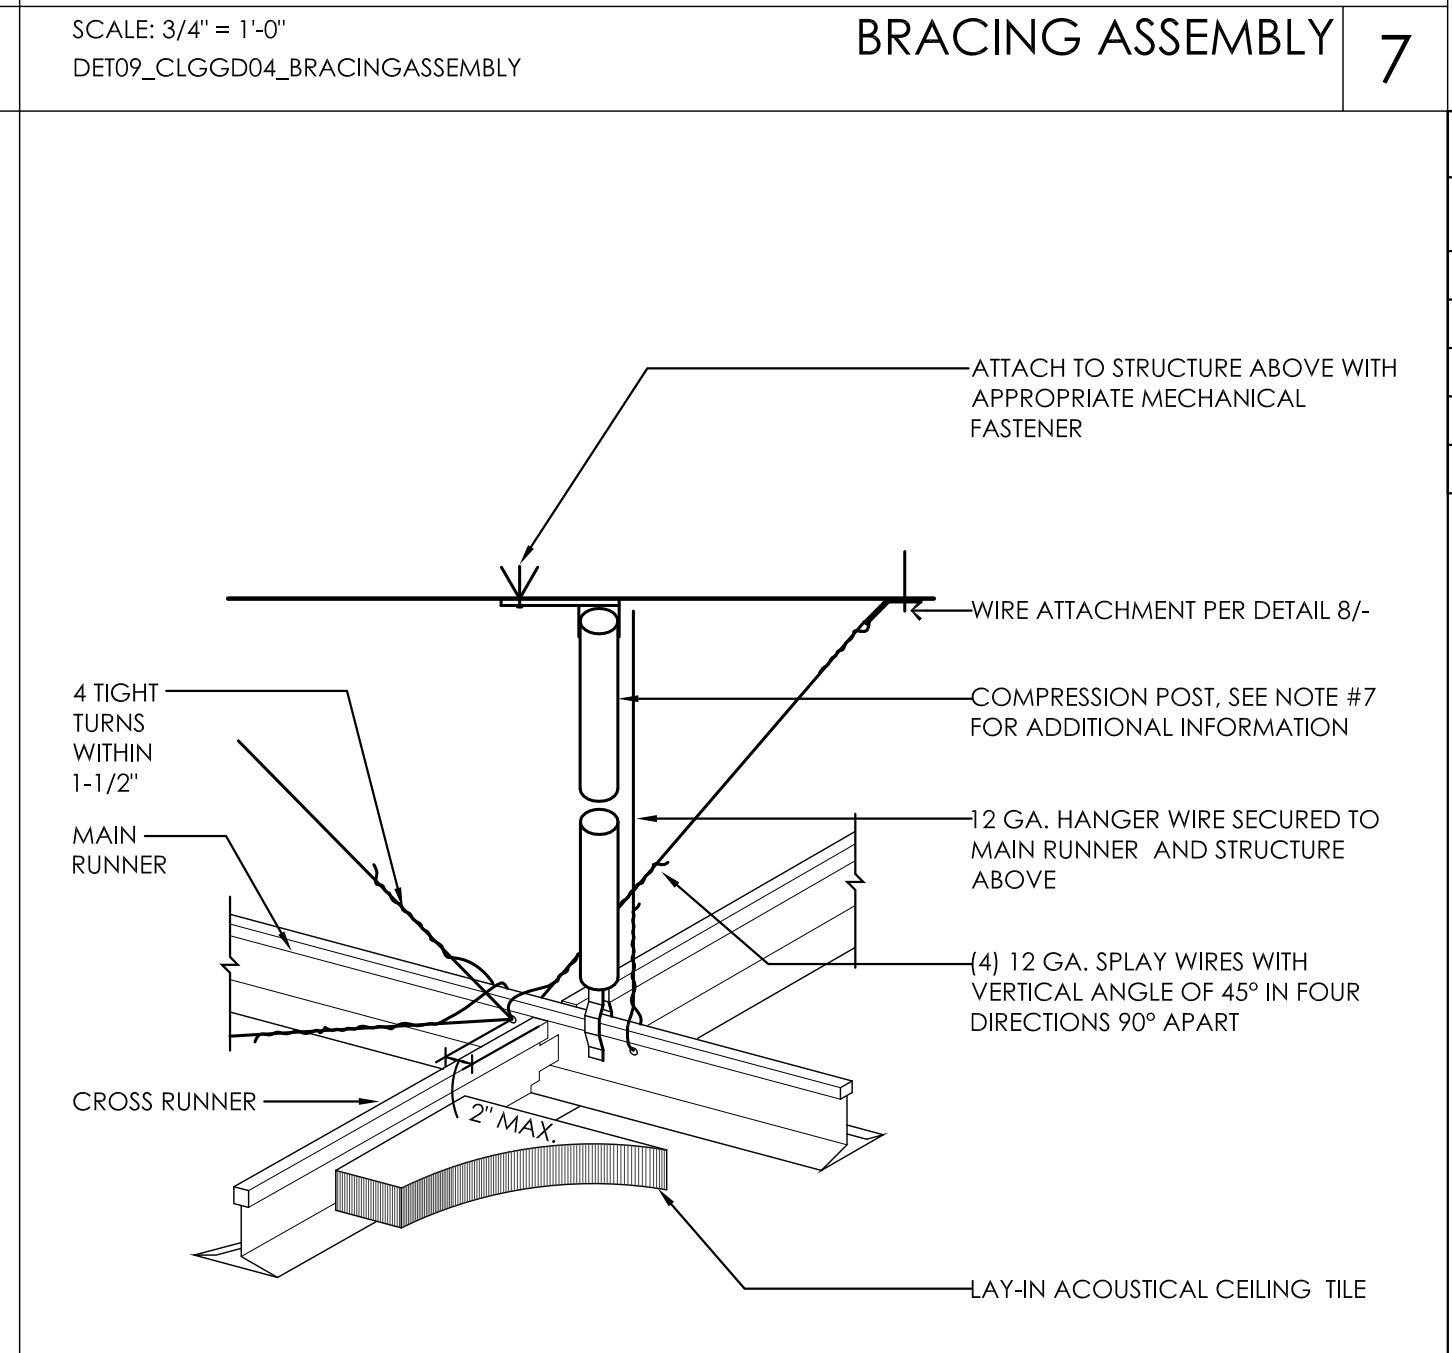 SCALE: 3/4" = 1'-0"
DET09_CLGGD04_BRACINGASSEMBLY
BRACING ASSEMBLY
7
ATTACH TO STRUCTURE ABOVE WITH
APPROPRIATE MECHANICAL
FASTENER
WIRE ATTACHMENT PER DETAIL 8/-
4 TIGHT
TURNS
WITHIN
1-1/2"
COMPRESSION POST, SEE NOTE #7
FOR ADDITIONAL INFORMATION
MAIN
RUNNER
12 GA. HANGER WIRE SECURED TO
MAIN RUNNER AND STRUCTURE
ABOVE
(4) 12 GA. SPLAY WIRES WITH
VERTICAL ANGLE OF 45° IN FOUR
DIRECTIONS 90° APART
CROSS RUNNER
2" MAX.
LAY-IN ACOUSTICAL CEILING TILE